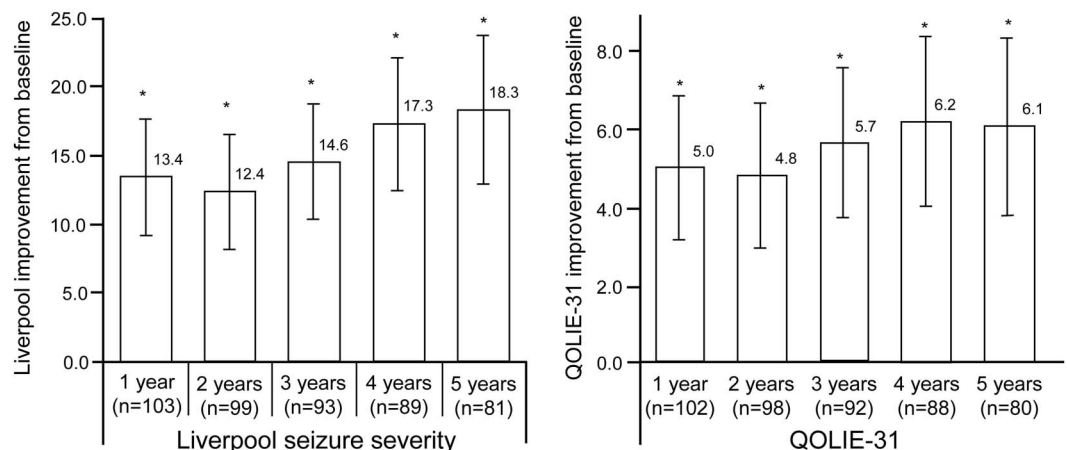 Liverpool improvement from baseline
25.0
20.0
15.0
10.0
5.0
0.0
*
*
*
*
*
13.4
12.4
14.6
17.3
18.3
1 year
(n=103)
2 years
(n=99)
3 years
(n=93)
4 years
(n=89)
5 years
(n=81)
Liverpool seizure severity
QOLIE-31 improvement from baseline
8.0
6.0
4.0
2.0
0.0
*
*
*
*
*
5.0
4.8
5.7
6.2
6.1
1 year
(n=102)
2 years
(n=98)
3 years
(n=92)
4 years
(n=88)
5 years
(n=80)
QOLIE-31